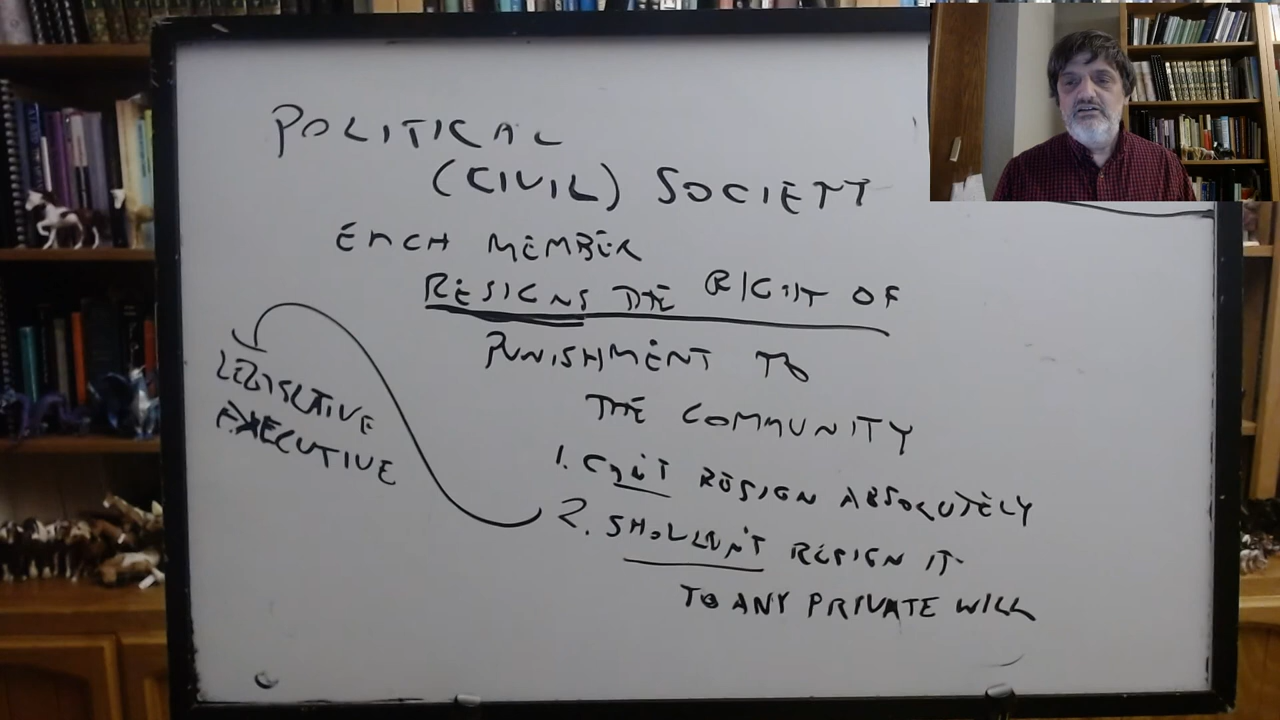 POLITICAL
(CIVIL) SOCIETY
EACH MEMBER
RESIGNS THE RIGHT OF
PUNISHMENT TO
THE COMMUNITY
1. CAN'T RESIGN ABSOLUTELY
2. SHOULDN'T RESIGN IT
TO ANY PRIVATE WILL
LEGISLATIVE
EXECUTIVE